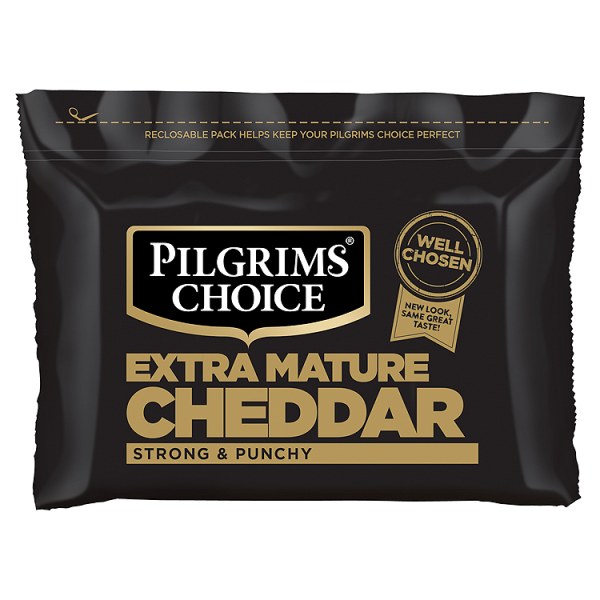 RECLOSABLE PACK HELPS KEEP YOUR PILGRIMS CHOICE PERFECT
PILGRIMS®
CHOICE
WELL
CHOSEN
NEW LOOK,
SAME GREAT
TASTE!
EXTRA MATURE
CHEDDAR
STRONG & PUNCHY